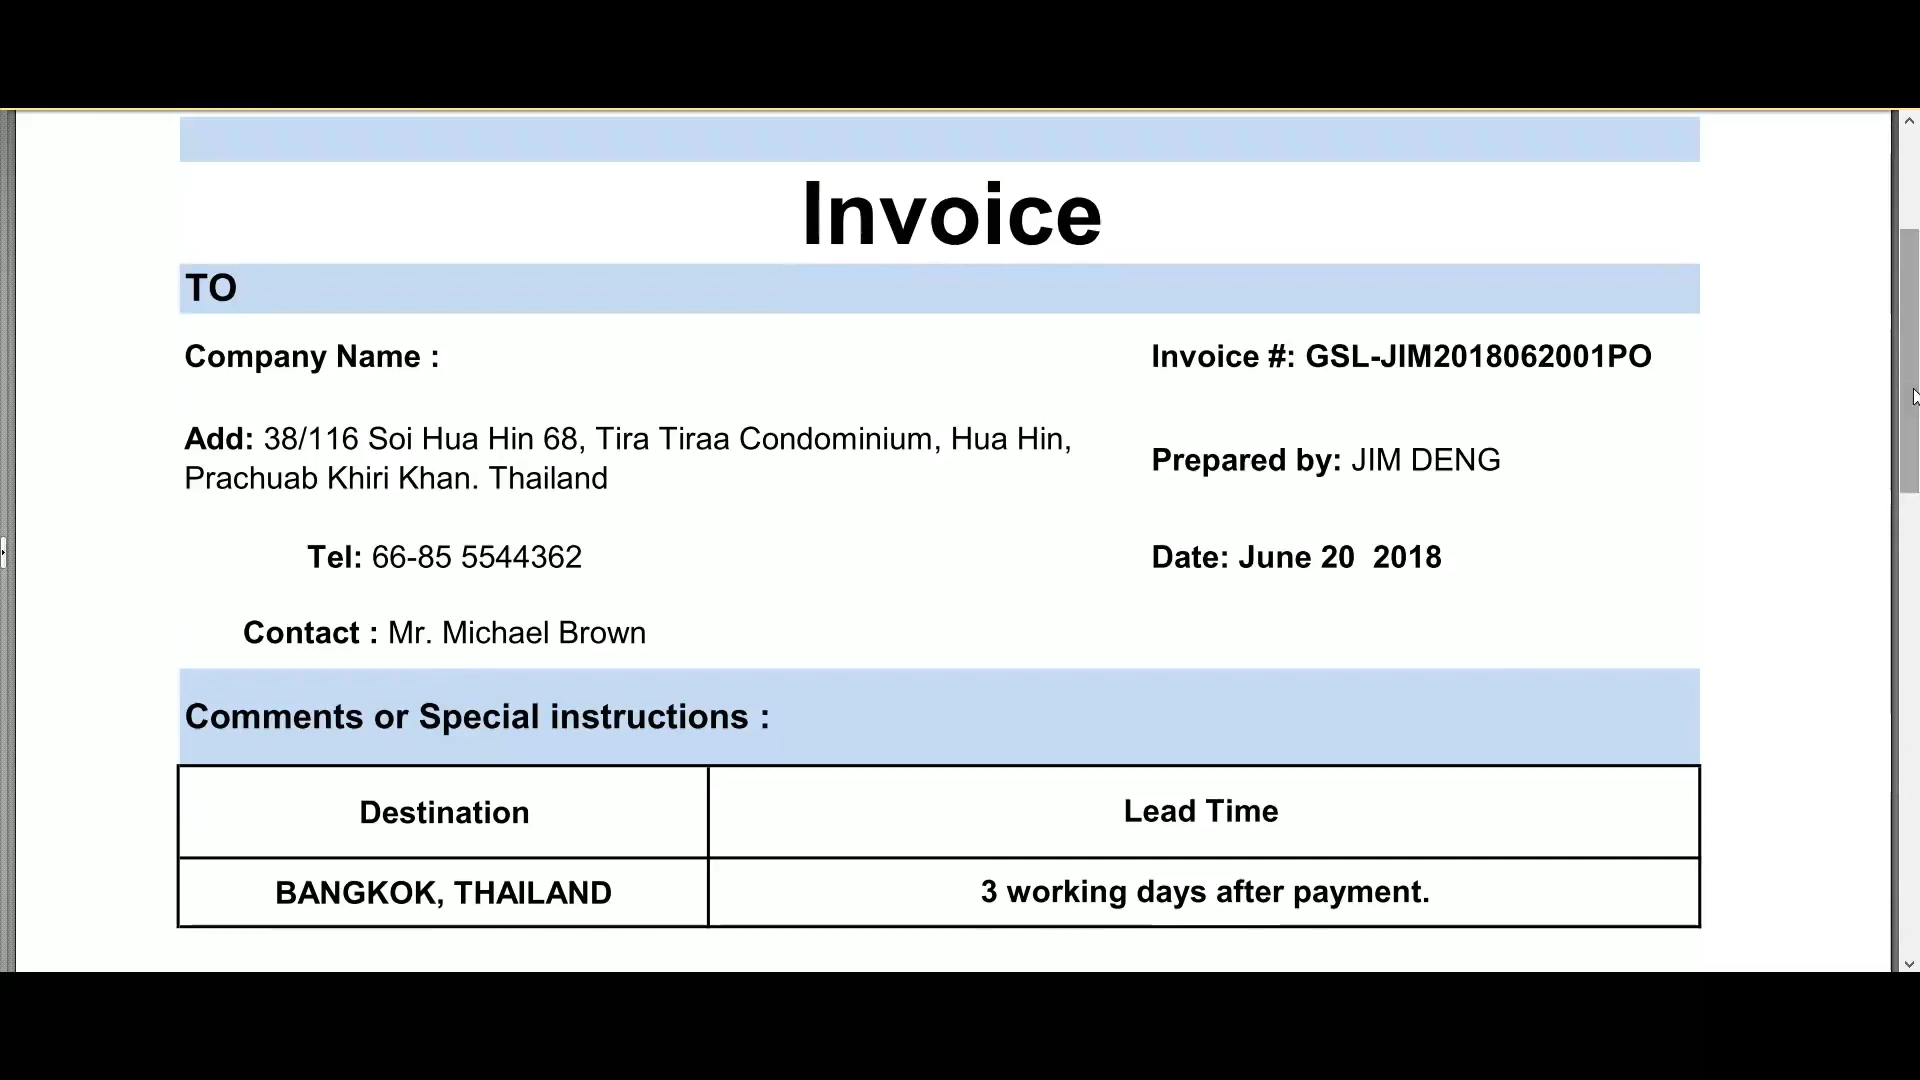 Invoice
TO
Company Name :
Invoice #: GSL-JIM2018062001PO
Add: 38/116 Soi Hua Hin 68, Tira Tiraa Condominium, Hua Hin,
Prachuab Khiri Khan. Thailand
Prepared by: JIM DENG
Tel: 66-85 5544362
Date: June 20  2018
Contact : Mr. Michael Brown
Comments or Special instructions :
Destination
Lead Time
BANGKOK, THAILAND
3 working days after payment.